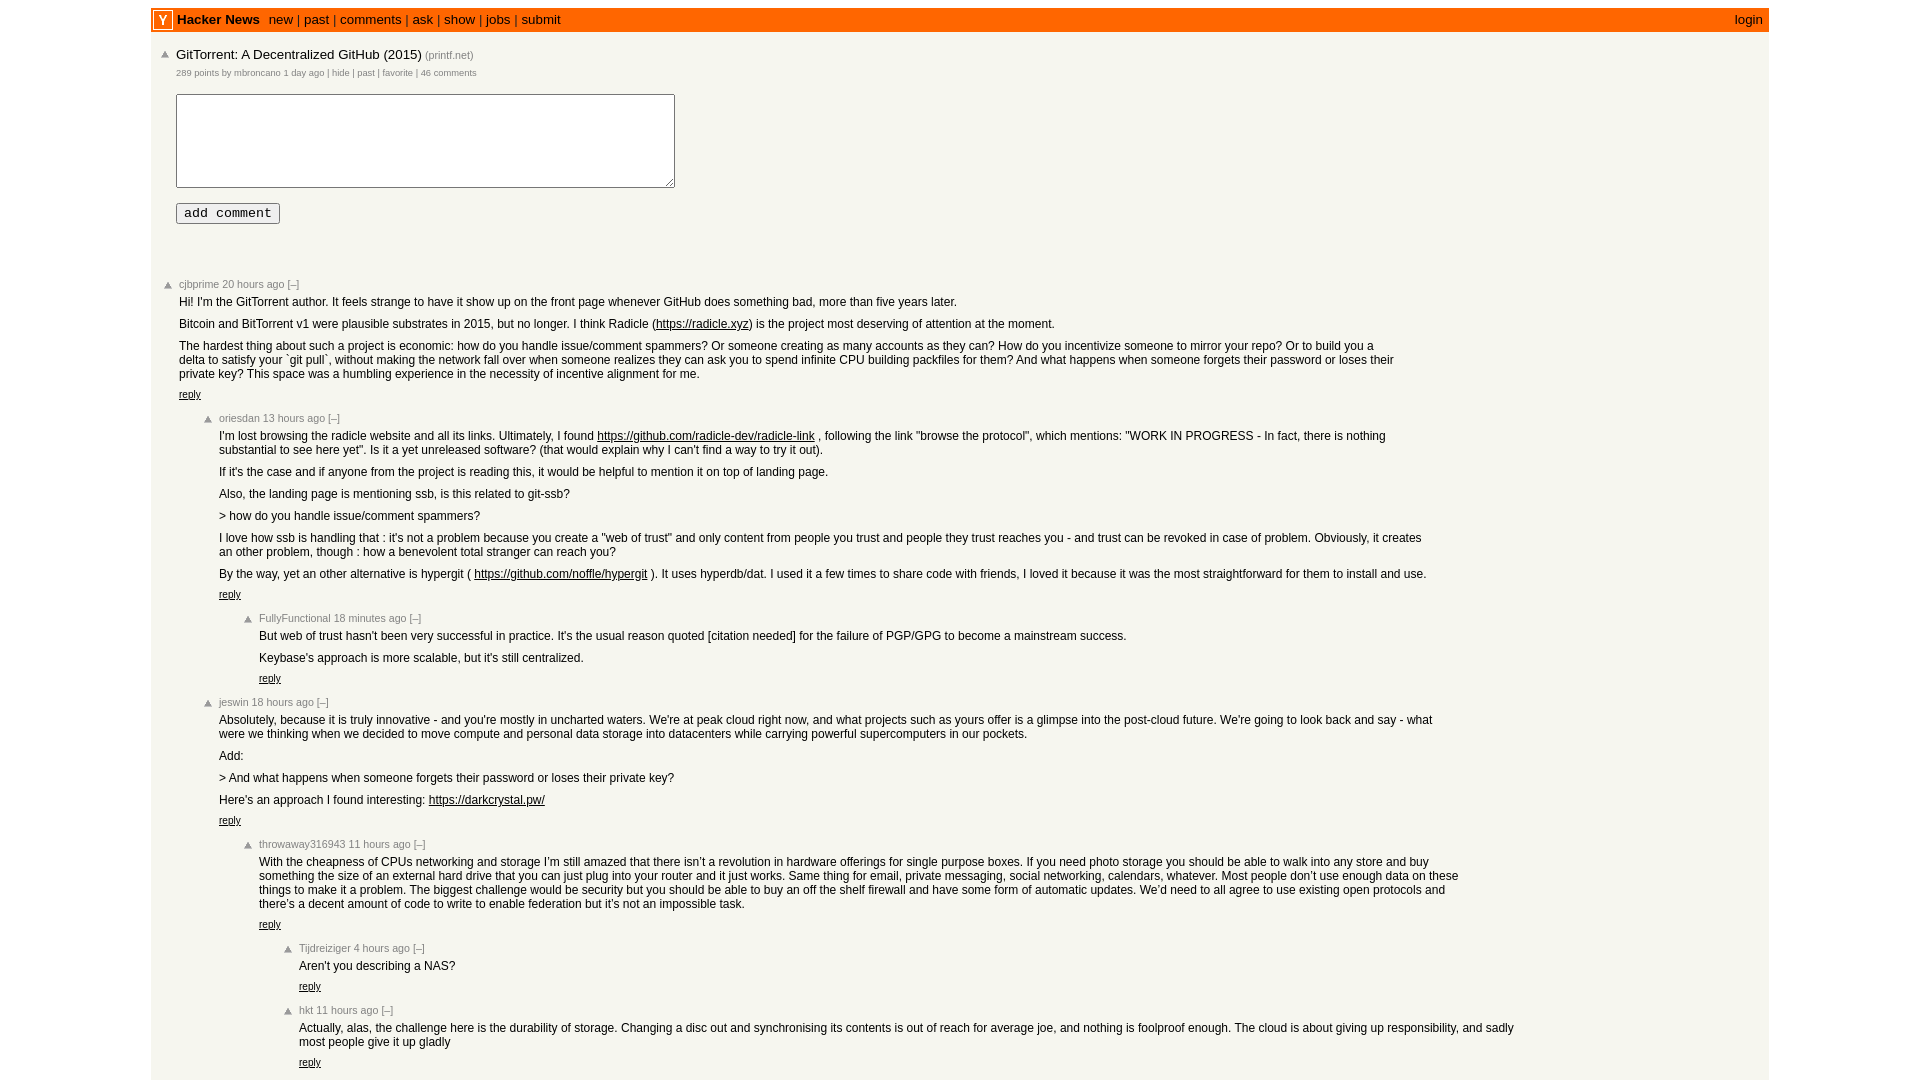 Y Hacker News new | past | comments | ask | show | jobs | submit login
GitTorrent: A Decentralized GitHub (2015) (printf.net)
289 points by mbroncano 1 day ago | hide | past | favorite | 46 comments
add comment
cjbprime 20 hours ago [–]
Hi! I'm the GitTorrent author. It feels strange to have it show up on the front page whenever GitHub does something bad, more than five years later.
Bitcoin and BitTorrent v1 were plausible substrates in 2015, but no longer. I think Radicle (https://radicle.xyz) is the project most deserving of attention at the moment.
The hardest thing about such a project is economic: how do you handle issue/comment spammers? Or someone creating as many accounts as they can? How do you incentivize someone to mirror your repo? Or to build you a
delta to satisfy your `git pull`, without making the network fall over when someone realizes they can ask you to spend infinite CPU building packfiles for them? And what happens when someone forgets their password or loses their
private key? This space was a humbling experience in the necessity of incentive alignment for me.
reply
oriesdan 13 hours ago [–]
I'm lost browsing the radicle website and all its links. Ultimately, I found https://github.com/radicle-dev/radicle-link , following the link "browse the protocol", which mentions: "WORK IN PROGRESS - In fact, there is nothing
substantial to see here yet". Is it a yet unreleased software? (that would explain why I can't find a way to try it out).
If it's the case and if anyone from the project is reading this, it would be helpful to mention it on top of landing page.
Also, the landing page is mentioning ssb, is this related to git-ssb?
> how do you handle issue/comment spammers?
I love how ssb is handling that : it's not a problem because you create a "web of trust" and only content from people you trust and people they trust reaches you - and trust can be revoked in case of problem. Obviously, it creates
an other problem, though : how a benevolent total stranger can reach you?
By the way, yet an other alternative is hypergit ( https://github.com/noffle/hypergit ). It uses hyperdb/dat. I used it a few times to share code with friends, I loved it because it was the most straightforward for them to install and use.
reply
FullyFunctional 18 minutes ago [–]
But web of trust hasn't been very successful in practice. It's the usual reason quoted [citation needed] for the failure of PGP/GPG to become a mainstream success.
Keybase's approach is more scalable, but it's still centralized.
reply
jeswin 18 hours ago [–]
Absolutely, because it is truly innovative - and you're mostly in uncharted waters. We're at peak cloud right now, and what projects such as yours offer is a glimpse into the post-cloud future. We're going to look back and say - what
were we thinking when we decided to move compute and personal data storage into datacenters while carrying powerful supercomputers in our pockets.
Add:
> And what happens when someone forgets their password or loses their private key?
Here's an approach I found interesting: https://darkcrystal.pw/
reply
throwaway316943 11 hours ago [–]
With the cheapness of CPUs networking and storage I’m still amazed that there isn’t a revolution in hardware offerings for single purpose boxes. If you need photo storage you should be able to walk into any store and buy
something the size of an external hard drive that you can just plug into your router and it just works. Same thing for email, private messaging, social networking, calendars, whatever. Most people don’t use enough data on these
things to make it a problem. The biggest challenge would be security but you should be able to buy an off the shelf firewall and have some form of automatic updates. We’d need to all agree to use existing open protocols and
there’s a decent amount of code to write to enable federation but it’s not an impossible task.
reply
Tijdreiziger 4 hours ago [–]
Aren't you describing a NAS?
reply
hkt 11 hours ago [–]
Actually, alas, the challenge here is the durability of storage. Changing a disc out and synchronising its contents is out of reach for average joe, and nothing is foolproof enough. The cloud is about giving up responsibility, and sadly
most people give it up gladly
reply